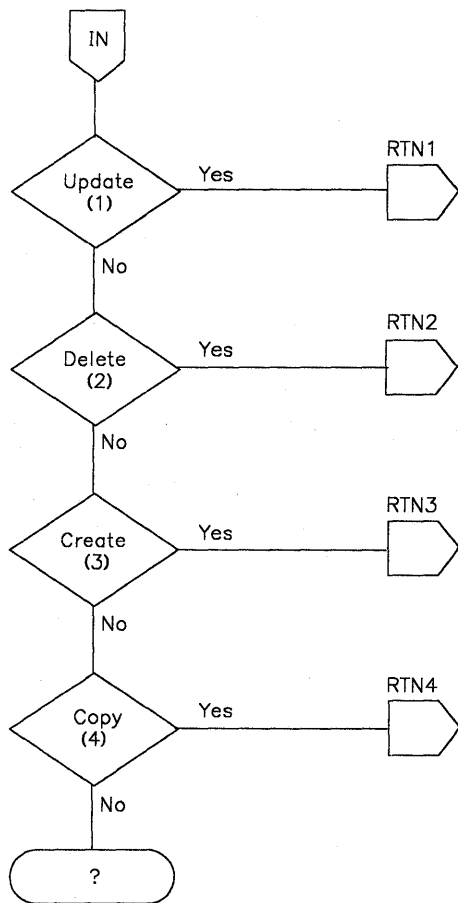 IN
RTN1
Update
(1)
Yes
No
RTN2
Delete
(2)
Yes
No
RTN3
Create
(3)
Yes
No
RTN4
Copy
(4)
Yes
No
?